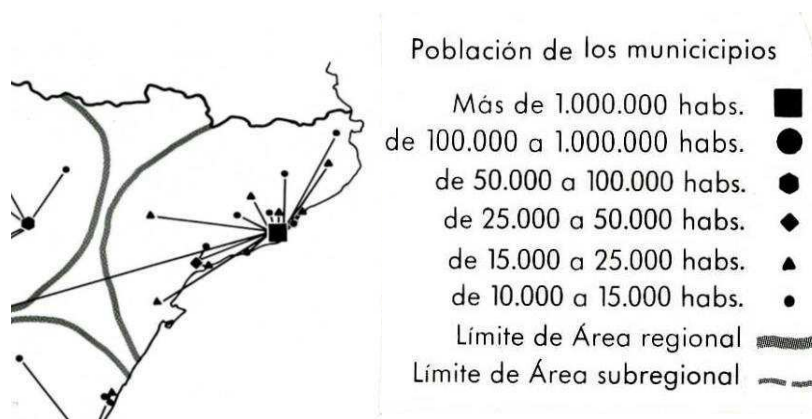 Población de los municicipios
Más de 1.000.000 habs.
de 100.000 a 1.000.000 habs.
de 50.000 a 100.000 habs.
de 25.000 a 50.000 habs.
de 15.000 a 25.000 habs.
de 10.000 a 15.000 habs.
Límite de Área regional
Límite de Área subregional